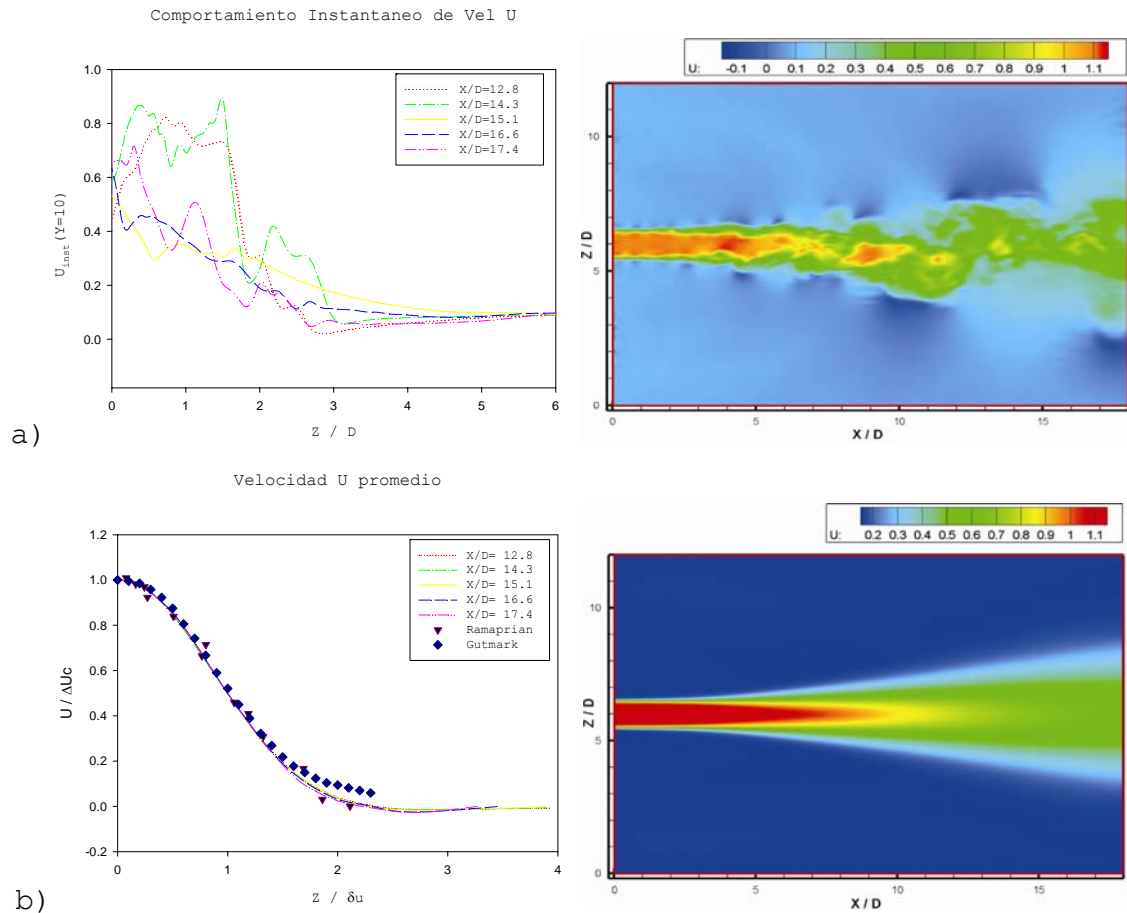 Comportamiento Instantaneo de Vel U
1.0
0.8
0.6
0.4
0.2
0.0
U inst (Y=10)
X/D=12.8
X/D=14.3
X/D=15.1
X/D=16.6
X/D=17.4
0 1 2 3 4 5 6
Z / D
a)
U: -0.1 0 0.1 0.2 0.3 0.4 0.5 0.6 0.7 0.8 0.9 1 1.1
10
5
0
Z / D
0 5 10 15
X / D
Velocidad U promedio
1.2
1.0
0.8
0.6
0.4
0.2
0.0
-0.2
U / ΔUc
X/D= 12.8
X/D= 14.3
X/D= 15.1
X/D= 16.6
X/D= 17.4
Ramaprian
Gutmark
0 1 2 3 4
Z / δu
b)
U: 0.2 0.3 0.4 0.5 0.6 0.7 0.8 0.9 1 1.1
10
5
0
Z / D
0 5 10 15
X / D